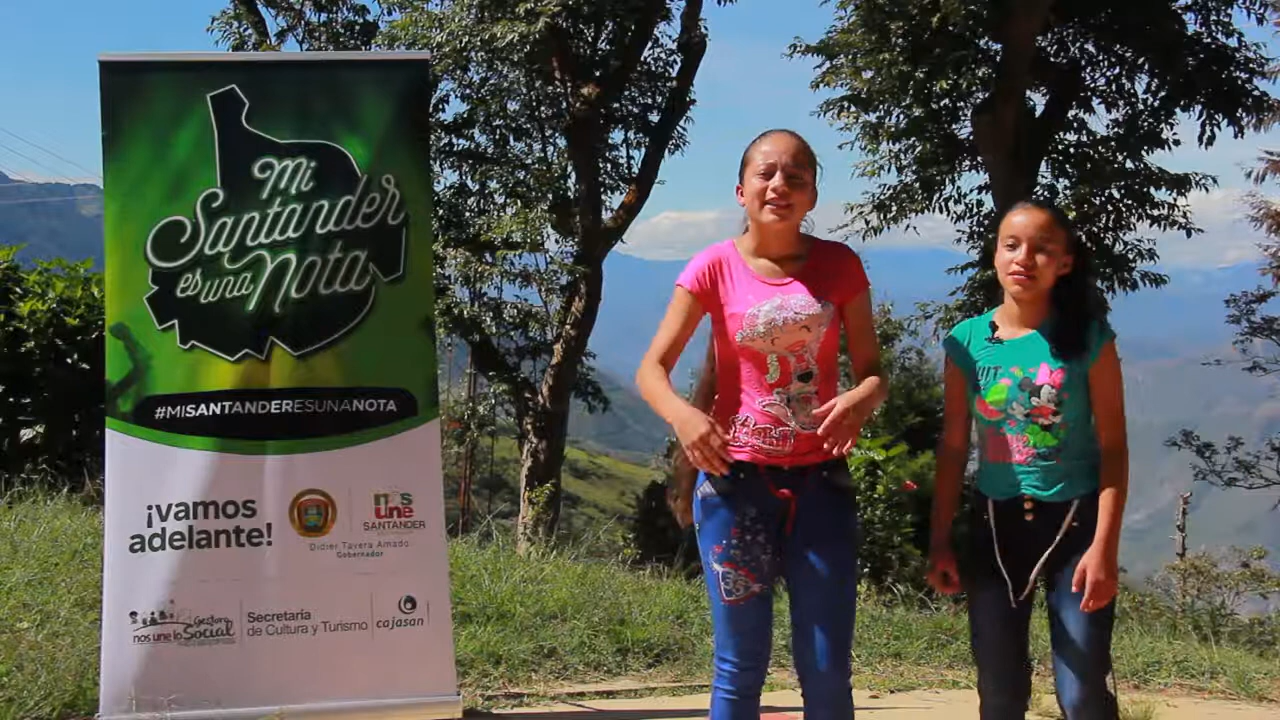 Mi
Santander
es una Nota
#MISANTANDERESUNANOTA
¡vamos
adelante!
nos
une
SANTANDER
Didier Tavera Amado
Gobernador
Gestora
nos une lo Social
Secretaría
de Cultura y Turismo
cajasan